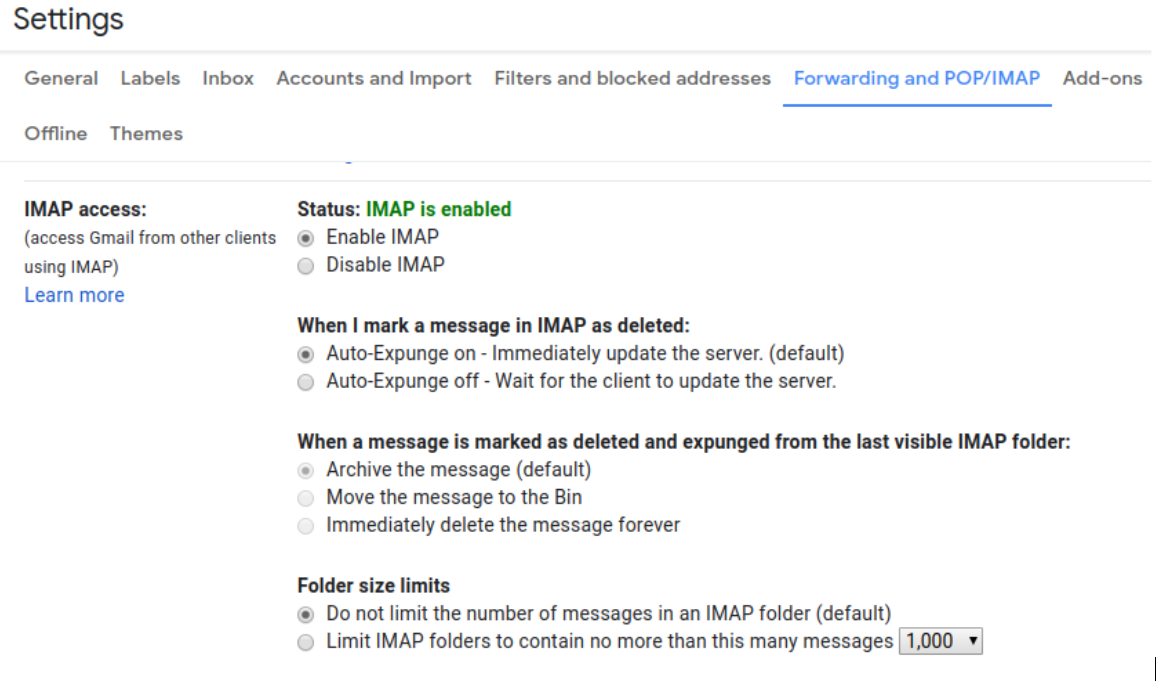 Settings
General Labels Inbox Accounts and Import Filters and blocked addresses Forwarding and POP/IMAP Add-ons
Offline Themes
IMAP access:
(access Gmail from other clients
using IMAP)
Learn more
Status: IMAP is enabled
Enable IMAP
Disable IMAP
When I mark a message in IMAP as deleted:
Auto-Expunge on - Immediately update the server. (default)
Auto-Expunge off - Wait for the client to update the server.
When a message is marked as deleted and expunged from the last visible IMAP folder:
Archive the message (default)
Move the message to the Bin
Immediately delete the message forever
Folder size limits
Do not limit the number of messages in an IMAP folder (default)
Limit IMAP folders to contain no more than this many messages 1,000